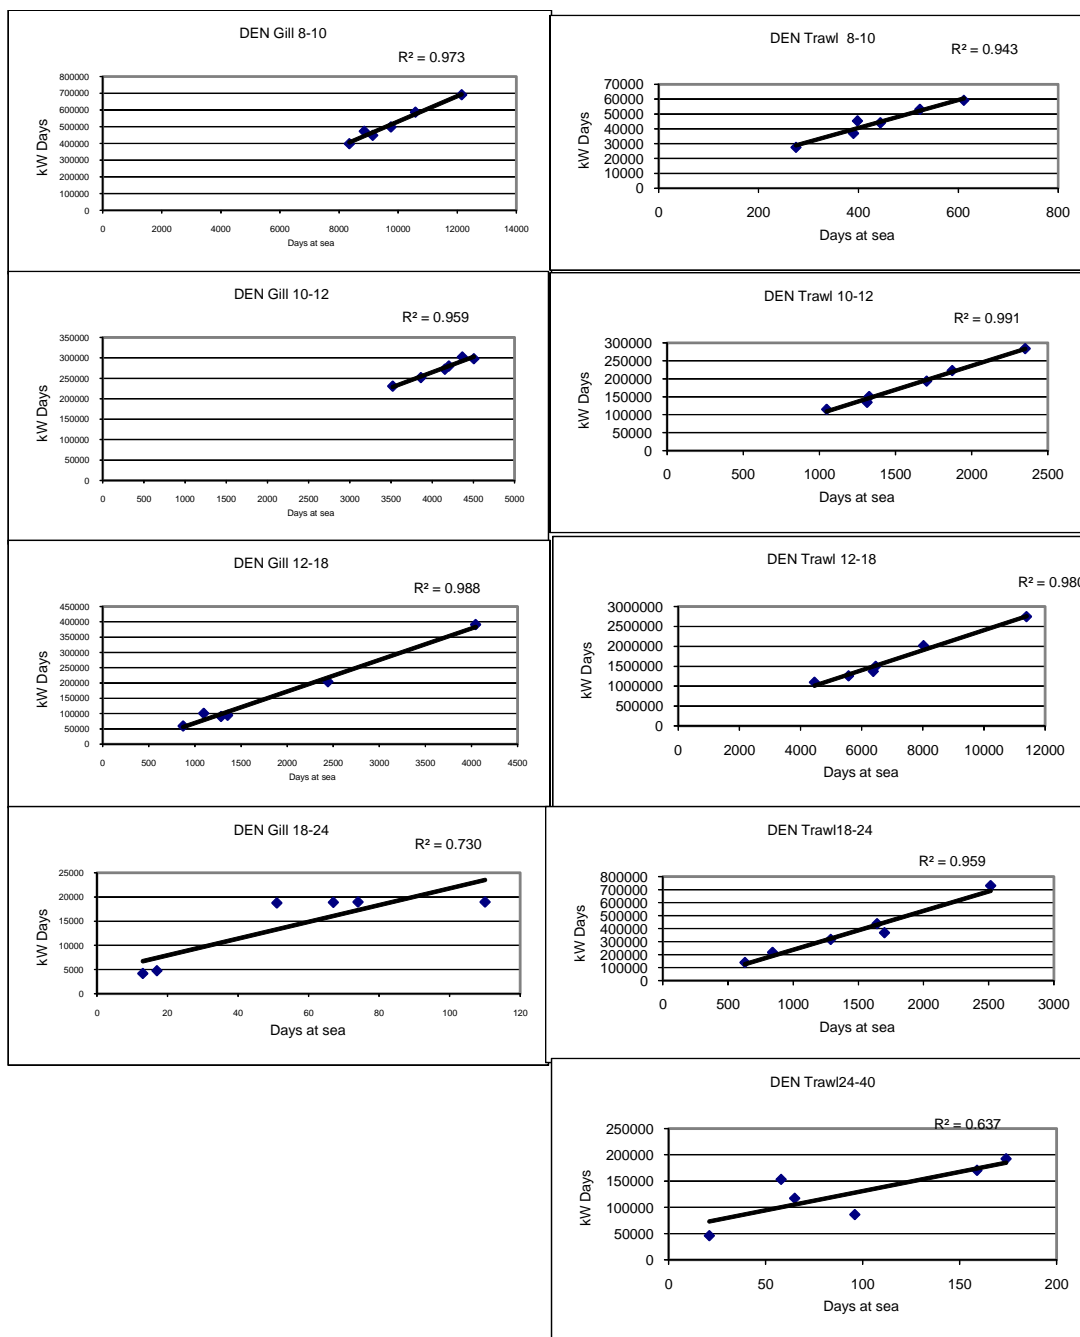 DEN Gill 8-10
R² = 0.973
800000
700000
600000
500000
400000
300000
200000
100000
0
kW Days
0 2000 4000 6000 8000 10000 12000 14000
Days at sea
DEN Trawl 8-10
R² = 0.943
70000
60000
50000
40000
30000
20000
10000
0
kW Days
0 200 400 600 800
Days at sea
DEN Gill 10-12
R² = 0.959
350000
300000
250000
200000
150000
100000
50000
0
kW Days
0 500 1000 1500 2000 2500 3000 3500 4000 4500 5000
Days at sea
DEN Trawl 10-12
R² = 0.991
300000
250000
200000
150000
100000
50000
0
kW Days
0 500 1000 1500 2000 2500
Days at sea
DEN Gill 12-18
R² = 0.988
450000
400000
350000
300000
250000
200000
150000
100000
50000
0
kW Days
0 500 1000 1500 2000 2500 3000 3500 4000 4500
Days at sea
DEN Trawl 12-18
R² = 0.980
3000000
2500000
2000000
1500000
1000000
500000
0
kW Days
0 2000 4000 6000 8000 10000 12000
Days at sea
DEN Gill 18-24
R² = 0.730
25000
20000
15000
10000
5000
0
kW Days
0 20 40 60 80 100 120
Days at sea
DEN Trawl18-24
R² = 0.959
800000
700000
600000
500000
400000
300000
200000
100000
0
kW Days
0 500 1000 1500 2000 2500 3000
Days at sea
DEN Trawl24-40
R² = 0.637
250000
200000
150000
100000
50000
0
kW Days
0 50 100 150 200
Days at sea